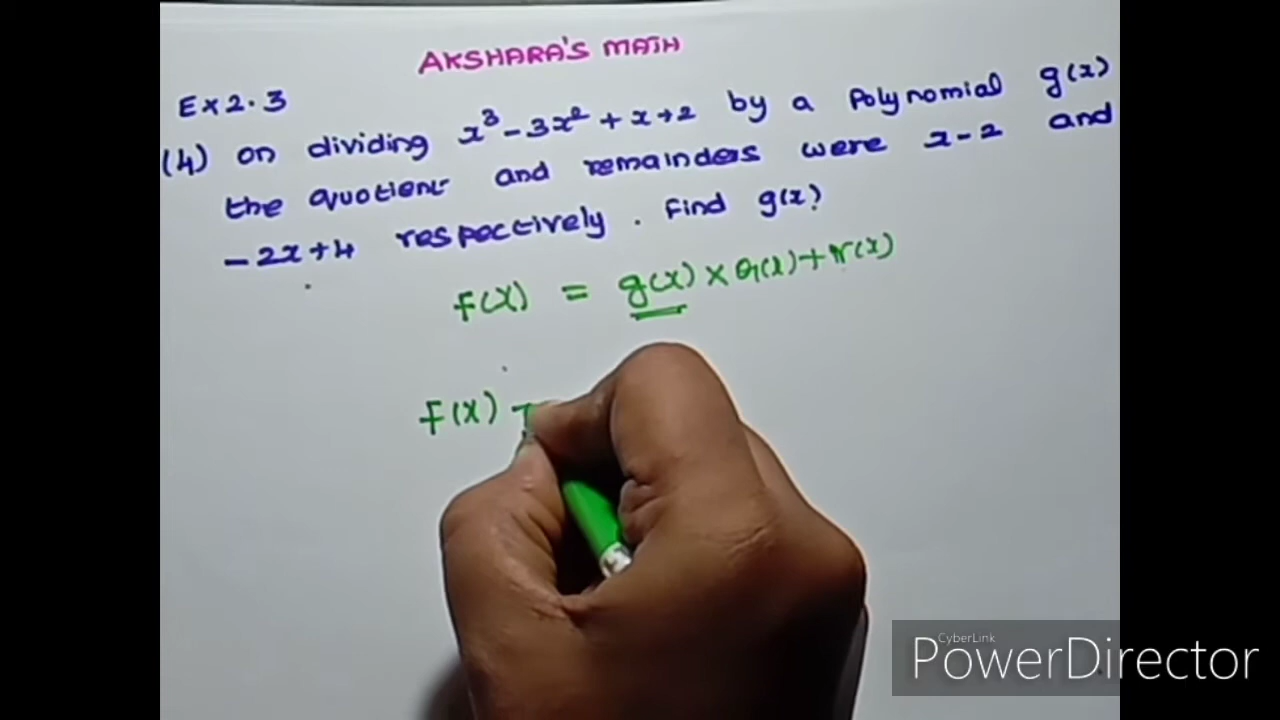 AKSHARA'S MATH
Ex 2.3
(4) on dividing x³-3x²+x+2 by a polynomial g(x)
the quotient and remainders were x-2 and
-2x+4 respectively. Find g(x)?
f(x) = g(x) × q(x) + r(x)
f(x)
CyberLink
PowerDirector